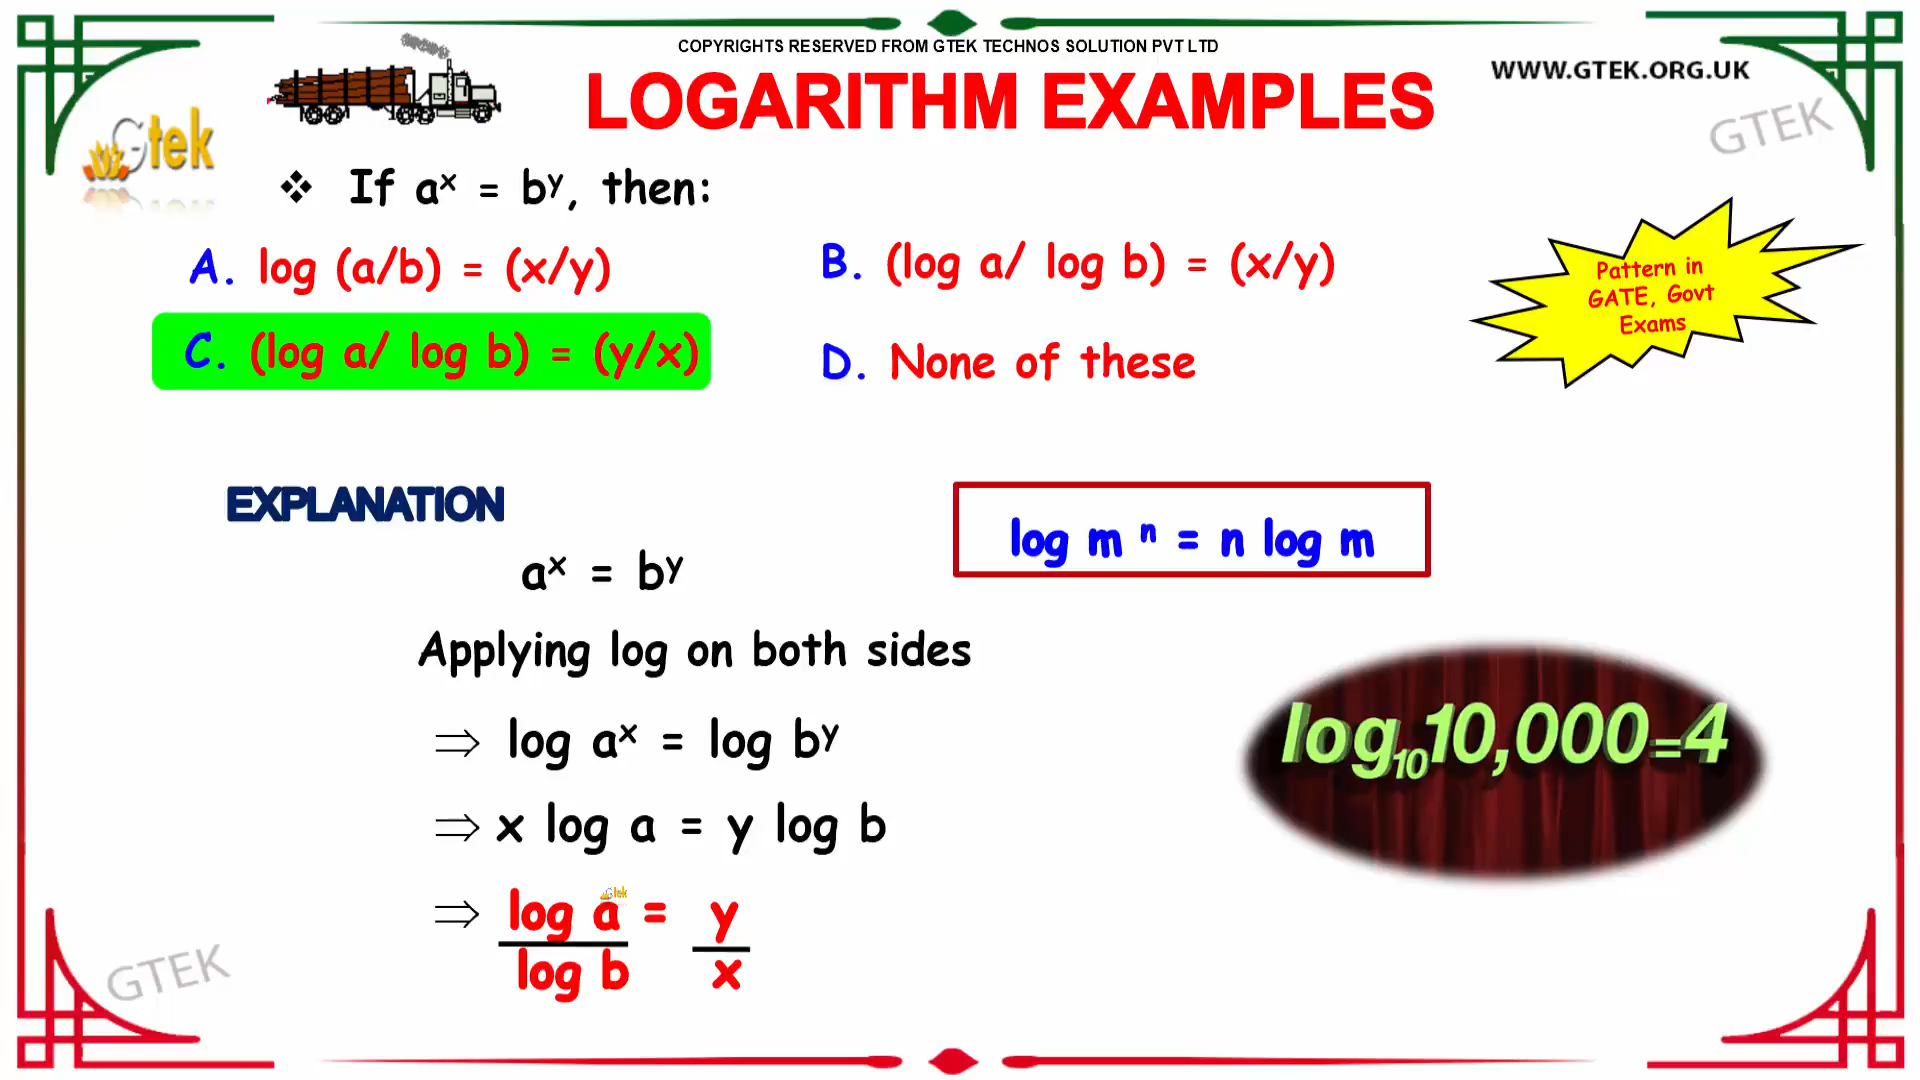 COPYRIGHTS RESERVED FROM GTEK TECHNOS SOLUTION PVT LTD
WWW.GTEK.ORG.UK
LOGARITHM EXAMPLES
GTEK
Gtek
❖ If aˣ = bʸ, then:
A. log (a/b) = (x/y)
B. (log a/ log b) = (x/y)
C. (log a/ log b) = (y/x)
D. None of these
Pattern in
GATE, Govt
Exams
EXPLANATION
log m ⁿ = n log m
aˣ = bʸ
Applying log on both sides
⇒ log aˣ = log bʸ
log₁₀10,000=4
⇒ x log a = y log b
⇒ log a = y
log b x
Gtek
GTEK